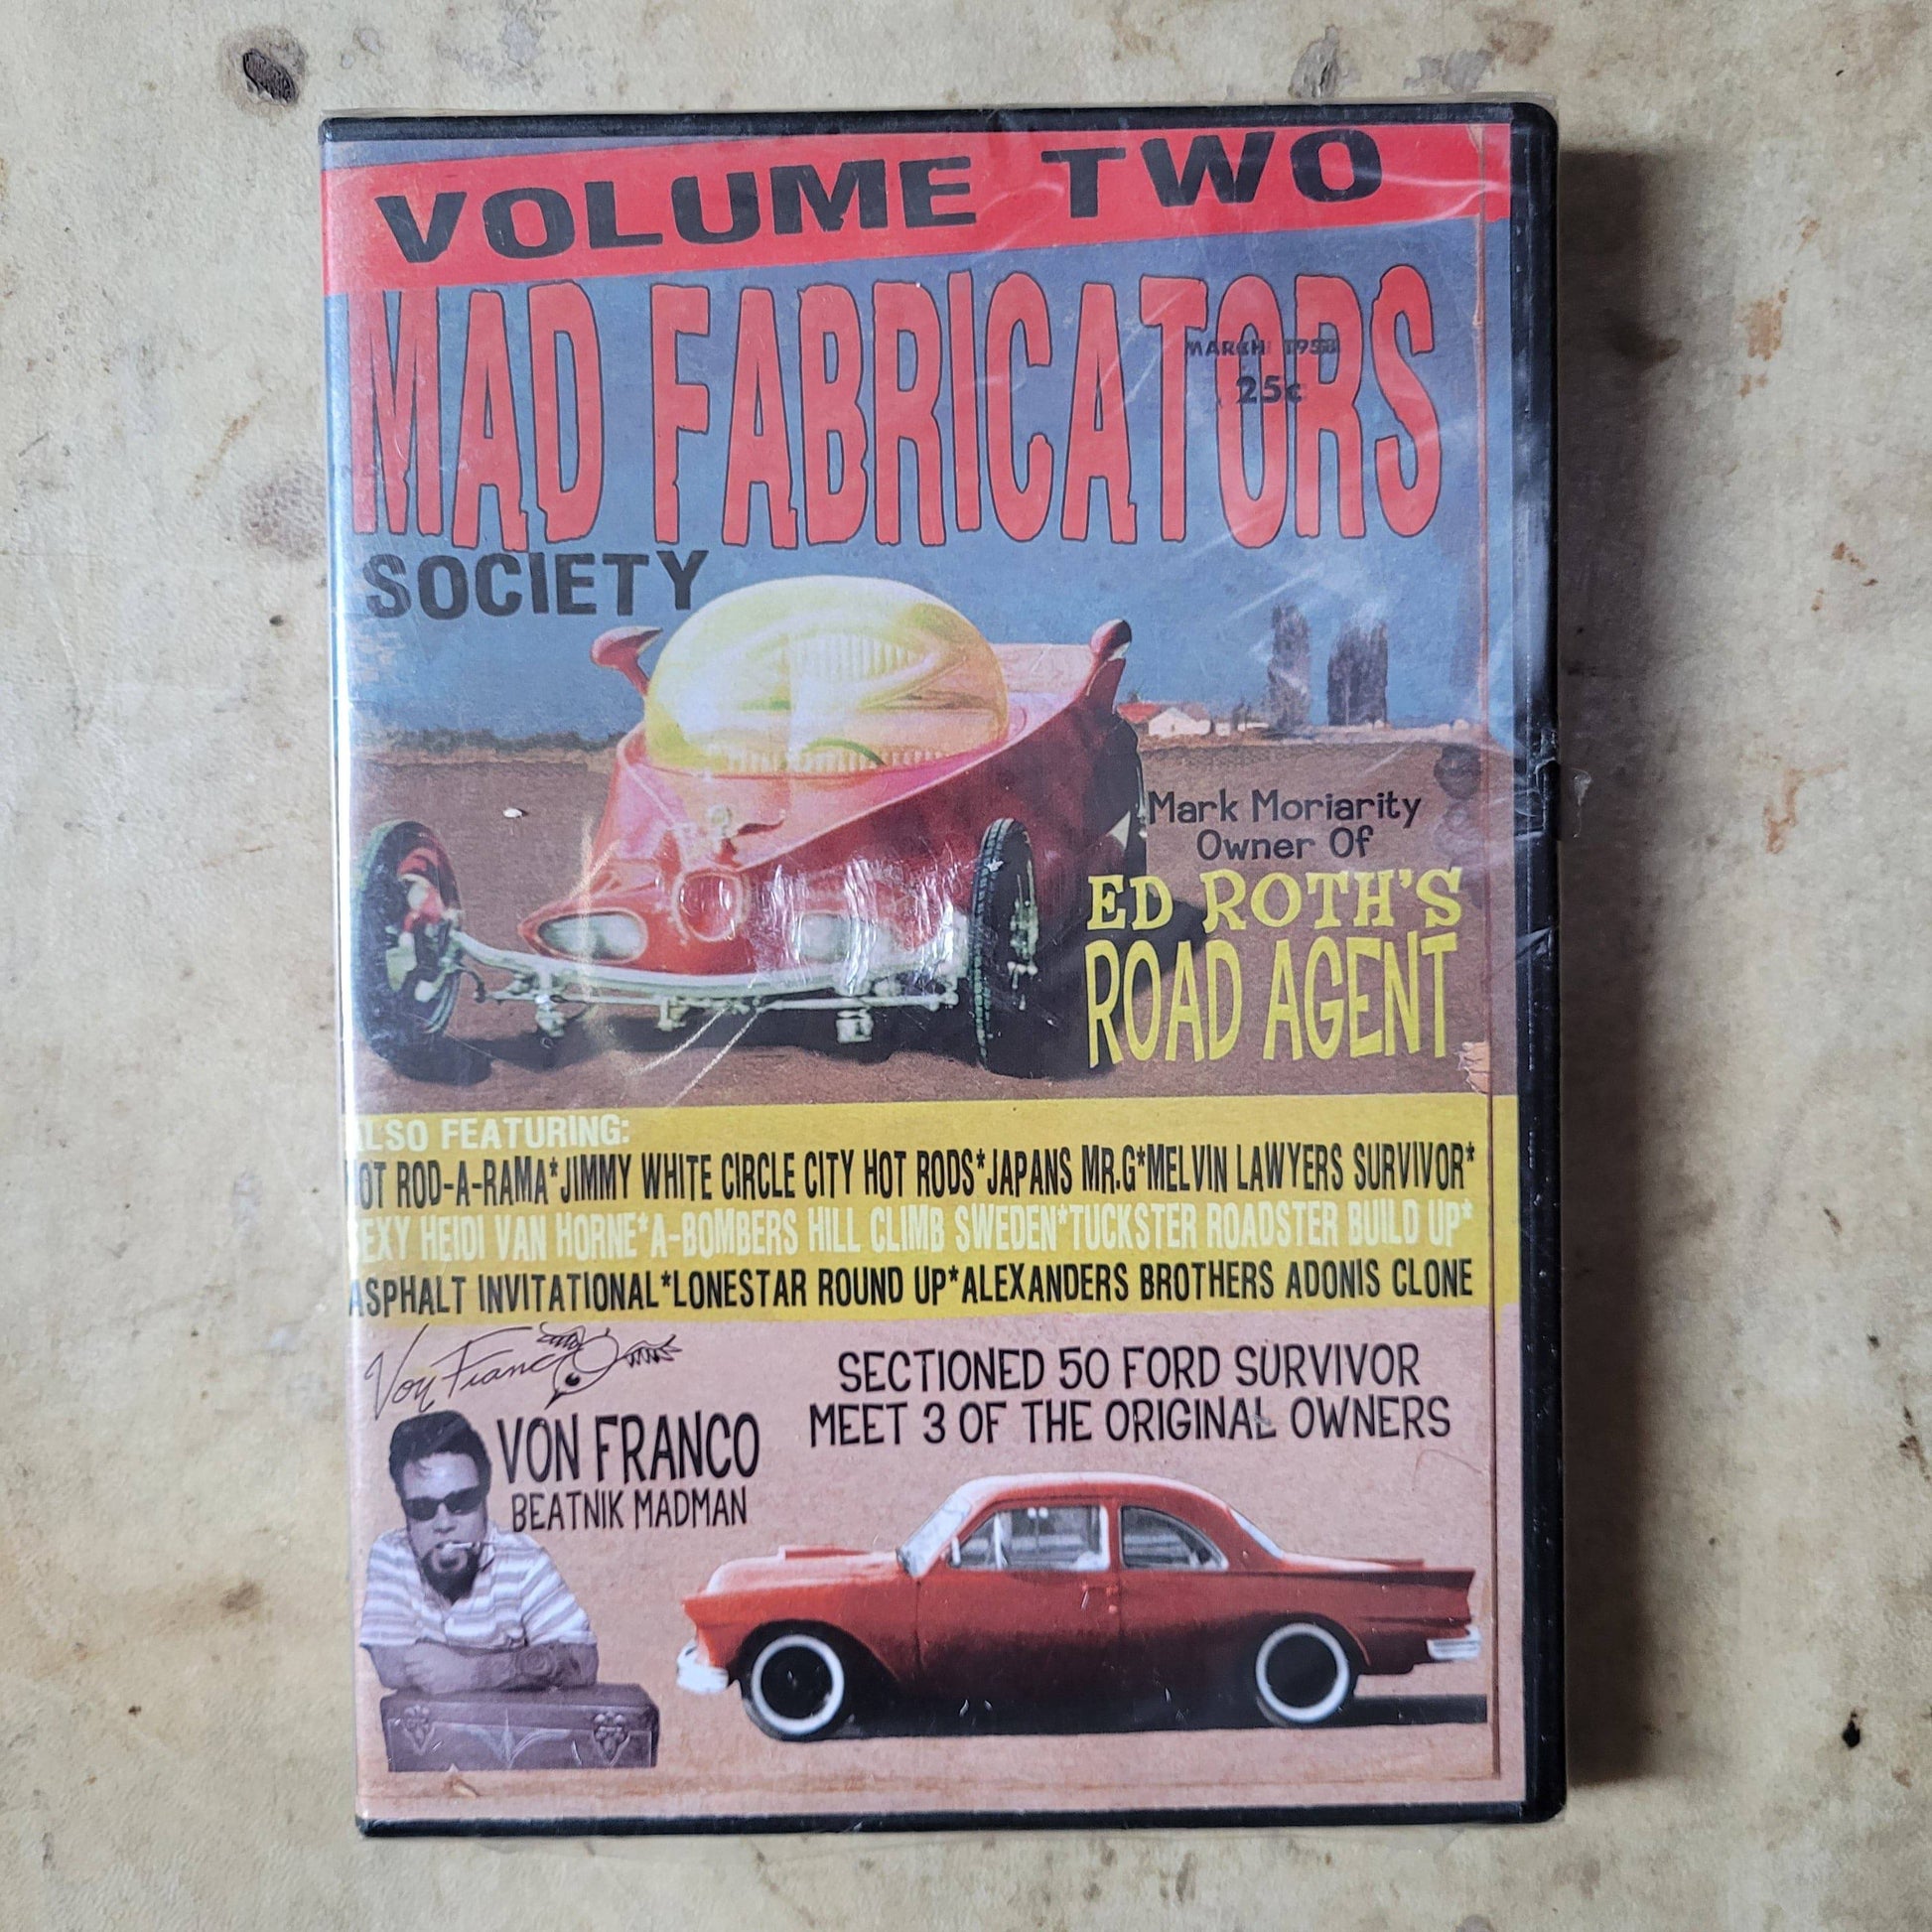 VOLUME TWO
MAD FABRICATORS
MARCH 1958
25¢
SOCIETY
Mark Moriarity
Owner Of
ED ROTH'S
ROAD AGENT
ALSO FEATURING:
HOT ROD-A-RAMA*JIMMY WHITE CIRCLE CITY HOT RODS*JAPANS MR.G*MELVIN LAWYERS SURVIVOR*
SEXY HEIDI VAN HORNE*A-BOMBERS HILL CLIMB SWEDEN*TUCKSTER ROADSTER BUILD UP*
ASPHALT INVITATIONAL*LONESTAR ROUND UP*ALEXANDERS BROTHERS ADONIS CLONE
Von Franco
VON FRANCO
BEATNIK MADMAN
SECTIONED 50 FORD SURVIVOR
MEET 3 OF THE ORIGINAL OWNERS